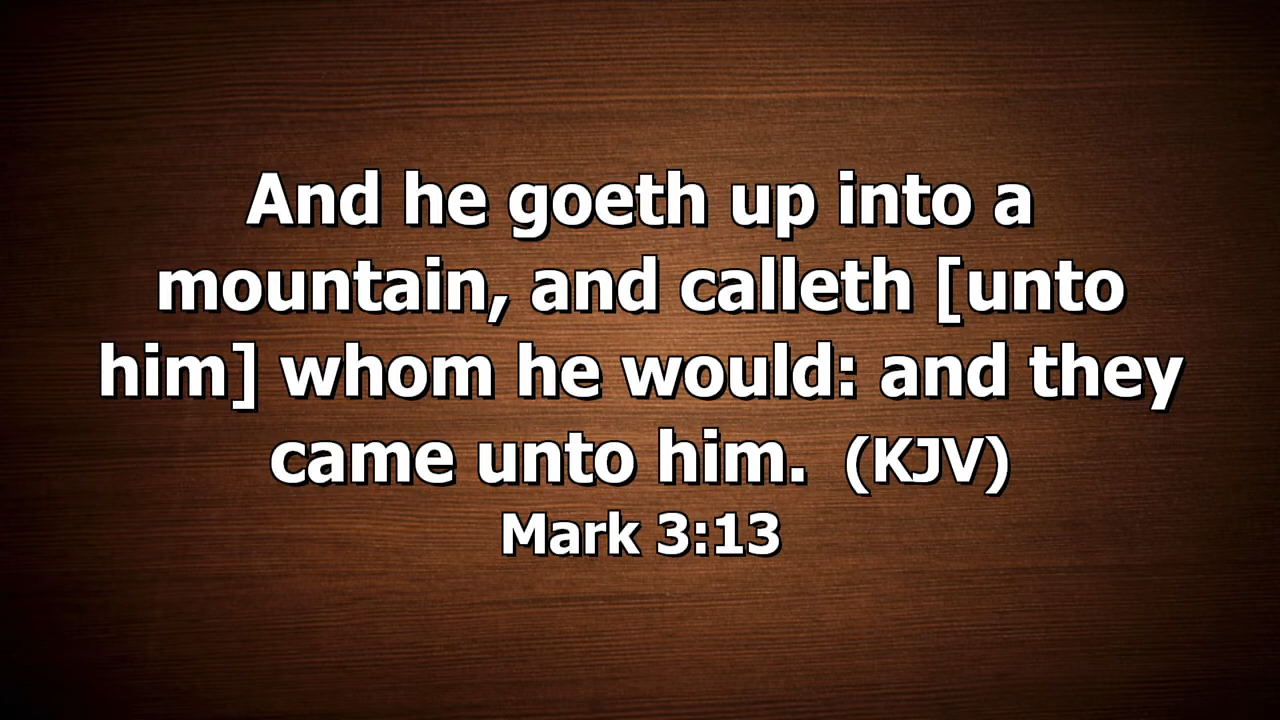 And he goeth up into a
mountain, and calleth [unto
him] whom he would: and they
came unto him. (KJV)
Mark 3:13